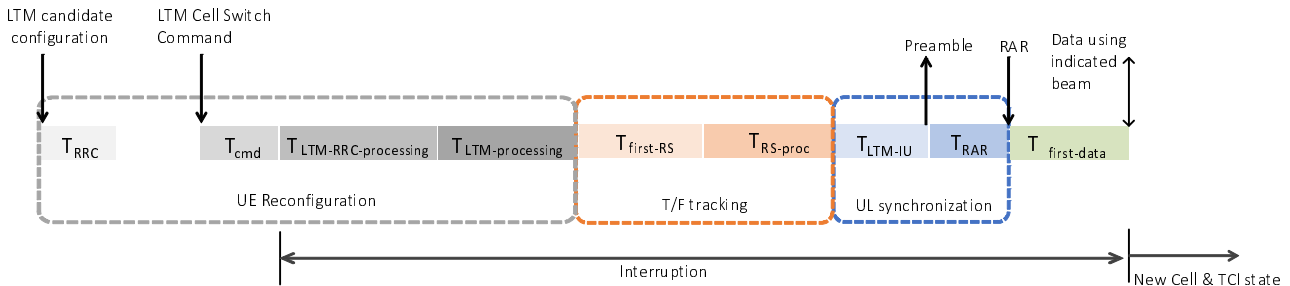 LTM candidate
configuration
LTM Cell Switch
Command
Preamble
RAR
Data using
indicated
beam
TRRC
Tcmd
TLTM-RRC-processing
TLTM-processing
Tfirst-RS
TRS-proc
TLTM-IU
TRAR
T first-data
UE Reconfiguration
T/F tracking
UL synchronization
Interruption
New Cell & TCI state